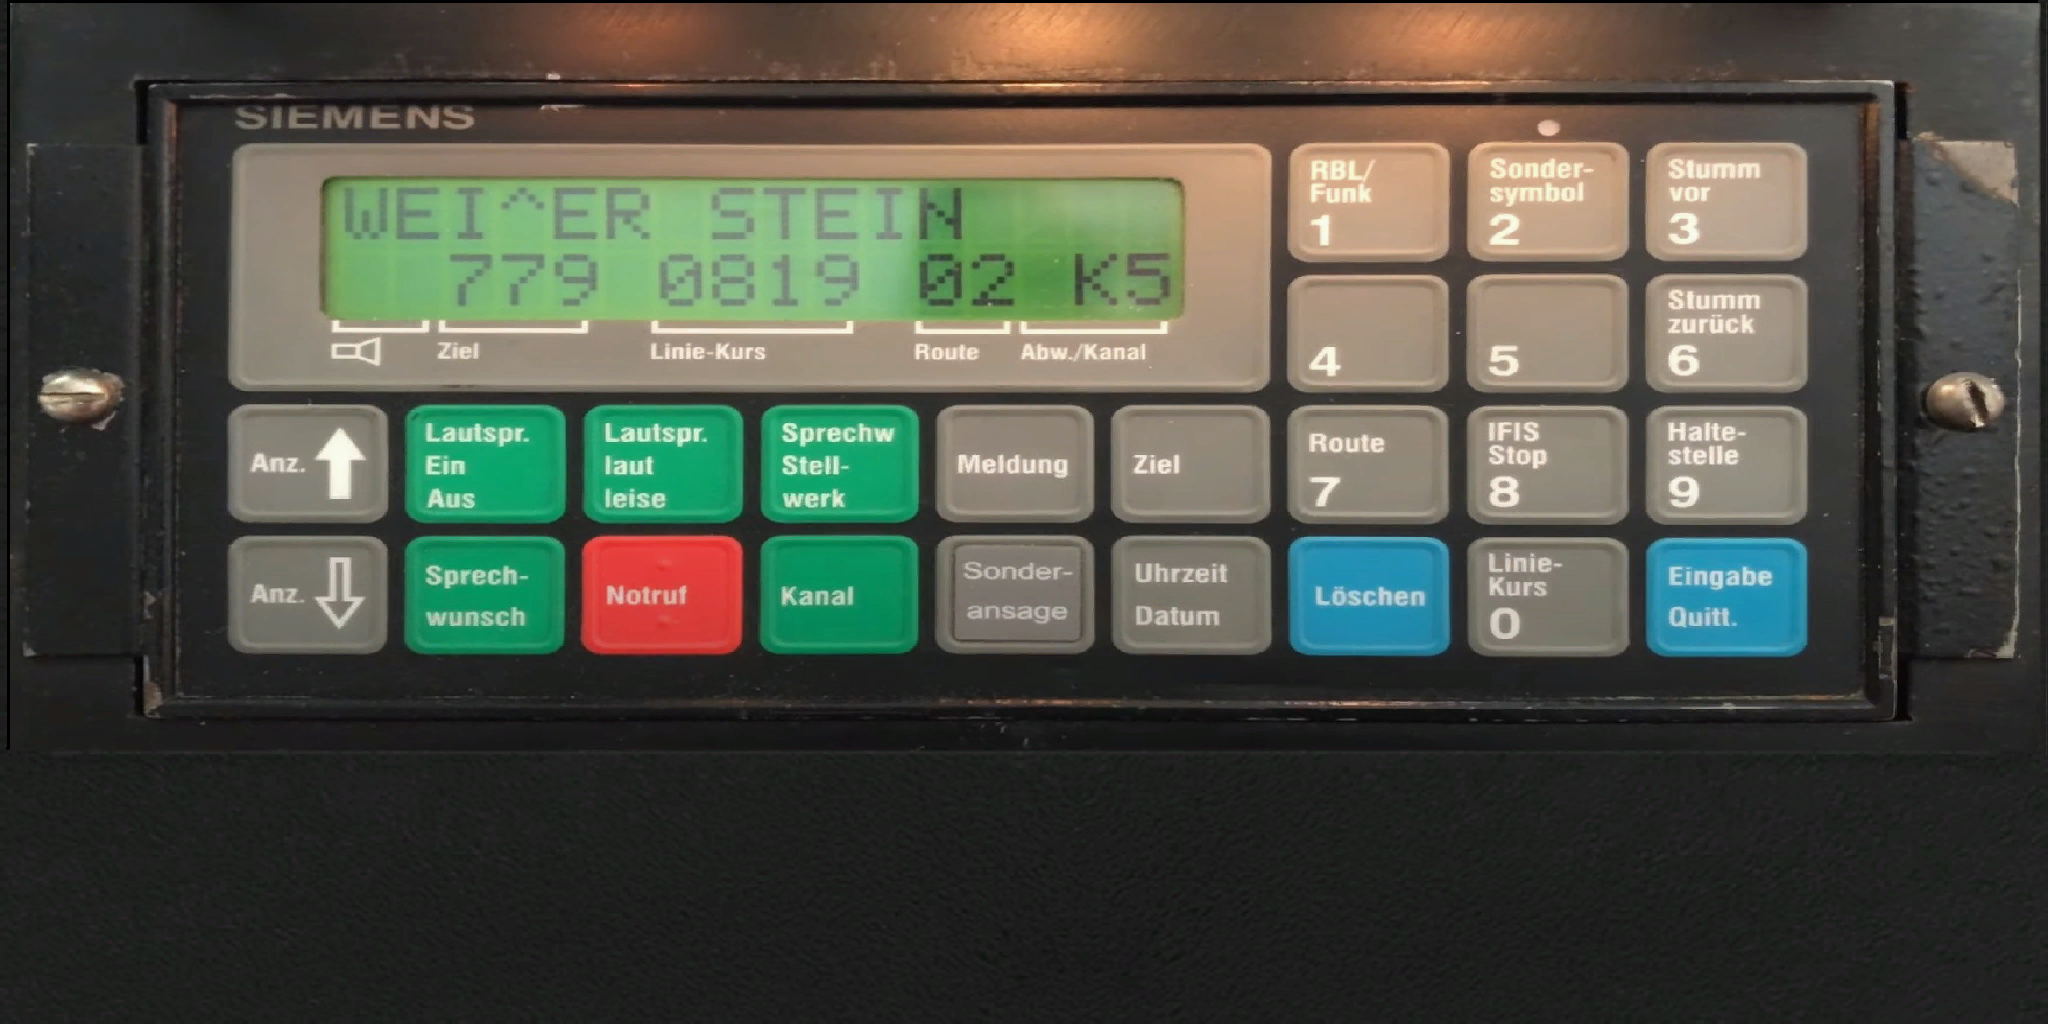 SIEMENS
WEI^ER STEIN
779 0819 02 K5
Ziel Linie-Kurs Route Abw./Kanal
RBL/
Funk
1
Sonder-
symbol
2
Stumm
vor
3
4
5
Stumm
zurück
6
Anz.
Lautspr.
Ein
Aus
Lautspr.
laut
leise
Sprechw
Stell-
werk
Meldung
Ziel
Route
7
IFIS
Stop
8
Halte-
stelle
9
Anz.
Sprech-
wunsch
Notruf
Kanal
Sonder-
ansage
Uhrzeit
Datum
Löschen
Linie-
Kurs
0
Eingabe
Quitt.